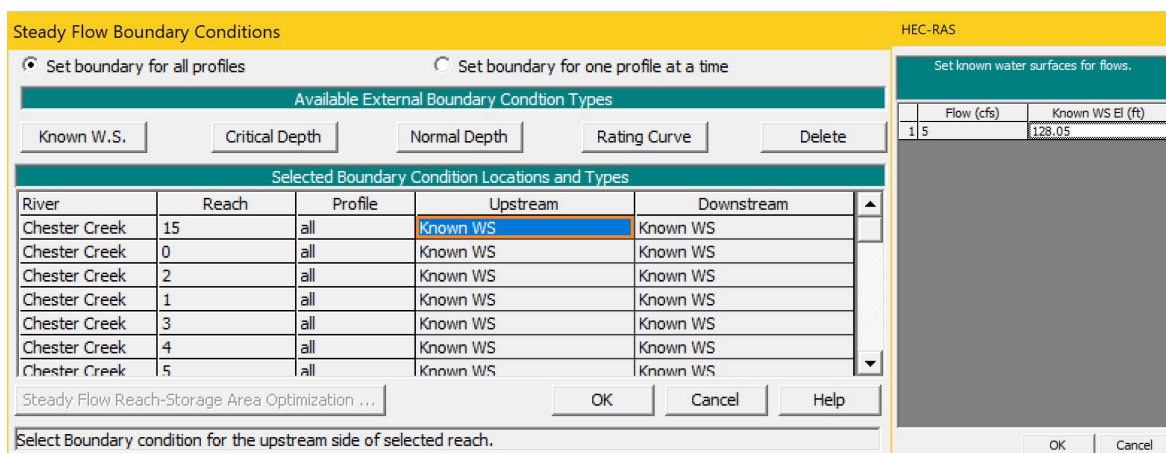 Steady Flow Boundary Conditions
Set boundary for all profiles Set boundary for one profile at a time
Available External Boundary Condtion Types
Known W.S. Critical Depth Normal Depth Rating Curve Delete
Selected Boundary Condition Locations and Types
River Reach Profile Upstream Downstream
Chester Creek 15 all Known WS Known WS
Chester Creek 0 all Known WS Known WS
Chester Creek 2 all Known WS Known WS
Chester Creek 1 all Known WS Known WS
Chester Creek 3 all Known WS Known WS
Chester Creek 4 all Known WS Known WS
Chester Creek 5 all Known WS Known WS
Steady Flow Reach-Storage Area Optimization ... OK Cancel Help
Select Boundary condition for the upstream side of selected reach.
HEC-RAS
Set known water surfaces for flows.
Flow (cfs) Known WS El (ft)
1 5 128.05
OK Cancel